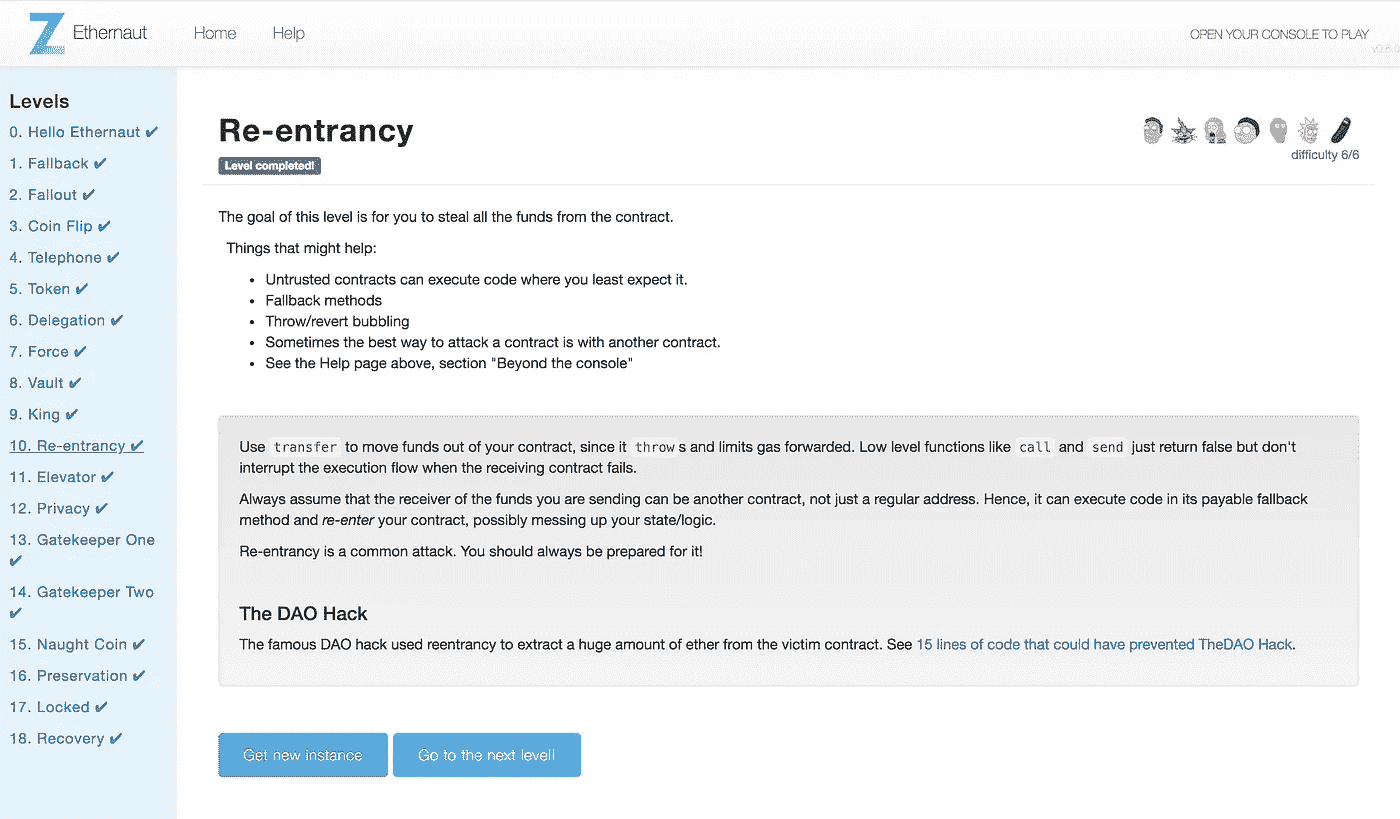 Ethernaut
Home
Help
OPEN YOUR CONSOLE TO PLAY
Levels
0. Hello Ethernaut ✔
1. Fallback ✔
2. Fallout ✔
3. Coin Flip ✔
4. Telephone ✔
5. Token ✔
6. Delegation ✔
7. Force ✔
8. Vault ✔
9. King ✔
10. Re-entrancy ✔
11. Elevator ✔
12. Privacy ✔
13. Gatekeeper One
✔
14. Gatekeeper Two
✔
15. Naught Coin ✔
16. Preservation ✔
17. Locked ✔
18. Recovery ✔
Re-entrancy
Level completed!
difficulty 6/6
The goal of this level is for you to steal all the funds from the contract.
Things that might help:
• Untrusted contracts can execute code where you least expect it.
• Fallback methods
• Throw/revert bubbling
• Sometimes the best way to attack a contract is with another contract.
• See the Help page above, section "Beyond the console"
Use transfer to move funds out of your contract, since it throws and limits gas forwarded. Low level functions like call and send just return false but don't
interrupt the execution flow when the receiving contract fails.
Always assume that the receiver of the funds you are sending can be another contract, not just a regular address. Hence, it can execute code in its payable fallback
method and re-enter your contract, possibly messing up your state/logic.
Re-entrancy is a common attack. You should always be prepared for it!
The DAO Hack
The famous DAO hack used reentrancy to extract a huge amount of ether from the victim contract. See 15 lines of code that could have prevented TheDAO Hack.
Get new instance
Go to the next level!